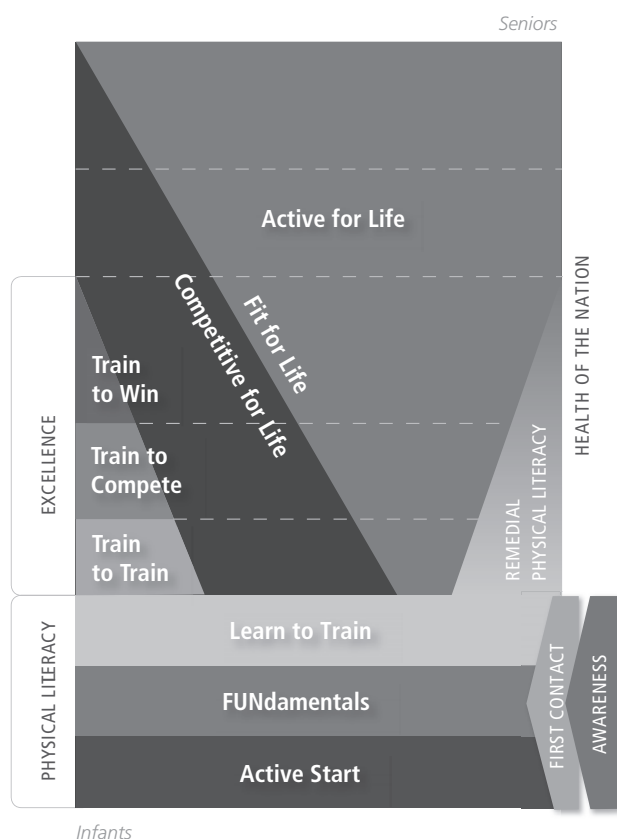 Seniors
Active for Life
Fit for Life
Competitive for Life
HEALTH OF THE NATION
EXCELLENCE
Train
to Win
Train to
Compete
Train
to Train
REMEDIAL
PHYSICAL LITERACY
PHYSICAL LITERACY
Learn to Train
FUNdamentals
Active Start
FIRST CONTACT
AWARENESS
Infants